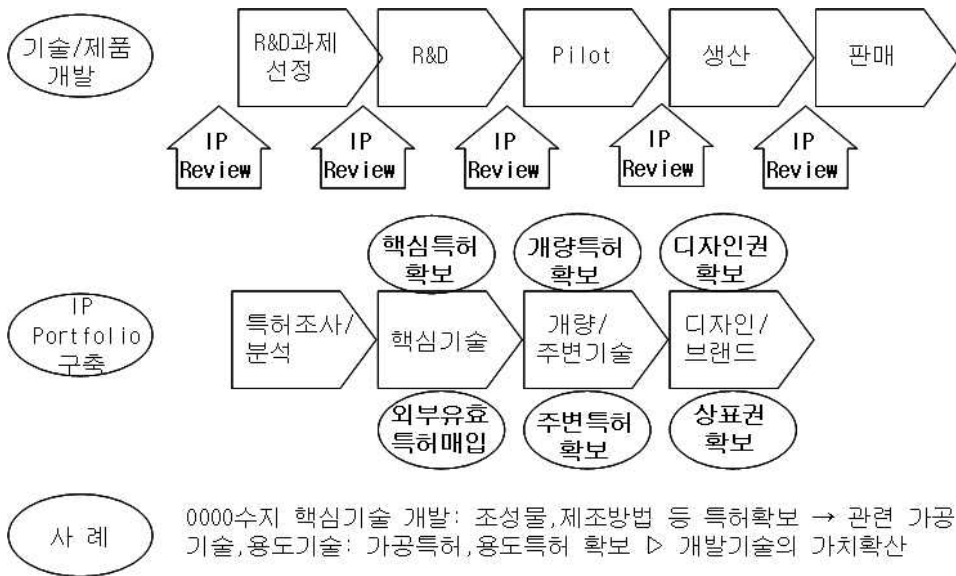 기술/제품
개발
R&D과제
선정
R&D
Pilot
생산
판매
IP
Review
IP
Review
IP
Review
IP
Review
IP
Review
핵심특허
확보
개량특허
확보
디자인권
확보
IP
Portfolio
구축
특허조사/
분석
핵심기술
개량/
주변기술
디자인/
브랜드
외부유효
특허매입
주변특허
확보
상표권
확보
사 례
0000수지 핵심기술 개발: 조성물,제조방법 등 특허확보 → 관련 가공
기술,용도기술: 가공특허,용도특허 확보 ▷ 개발기술의 가치확산